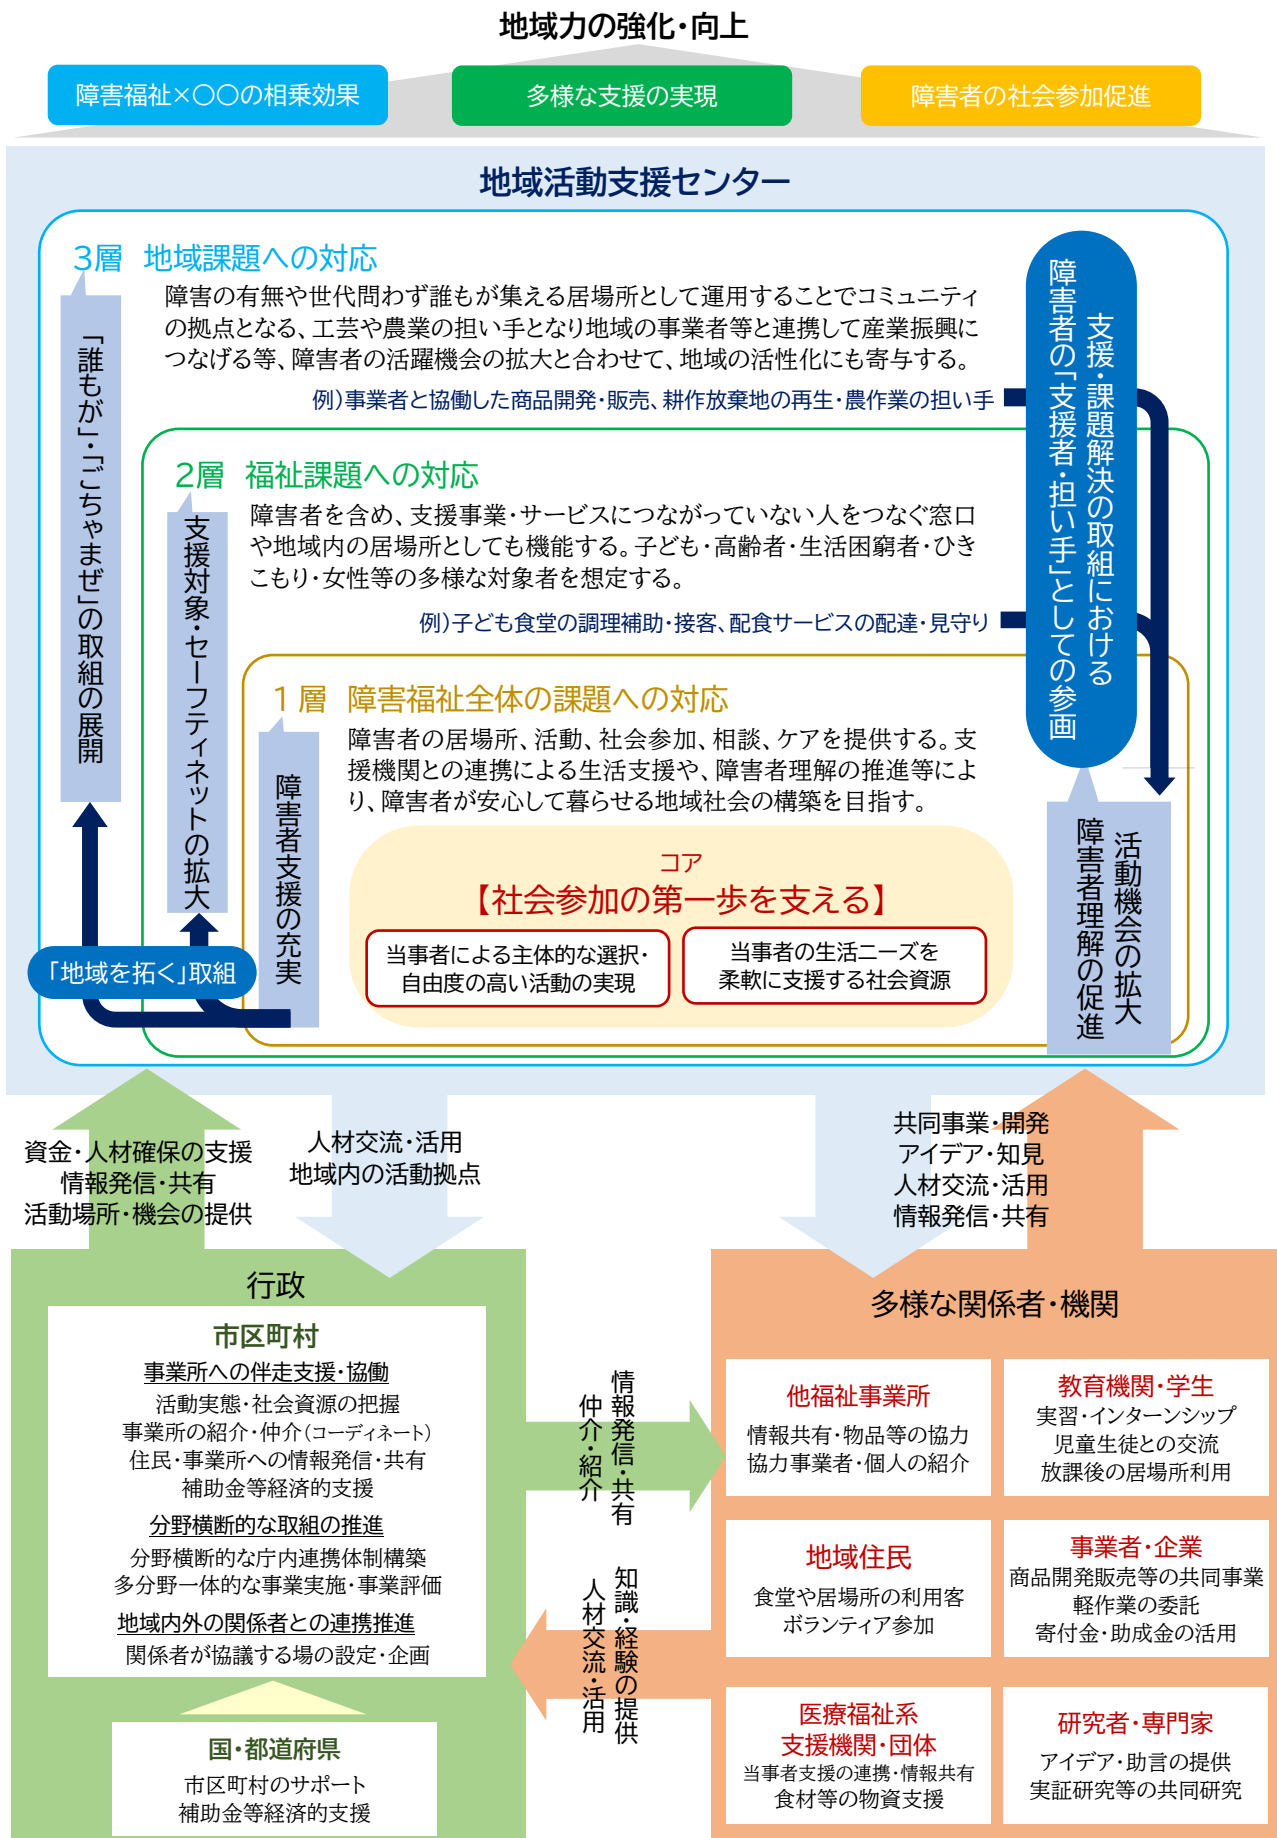 地域力の強化・向上
障害福祉×〇〇の相乗効果
多様な支援の実現
障害者の社会参加促進
地域活動支援センター
3層 地域課題への対応
障害の有無や世代問わず誰もが集える居場所として運用することでコミュニティ
の拠点となる、工芸や農業の担い手となり地域の事業者等と連携して産業振興に
つなげる等、障害者の活躍機会の拡大と合わせて、地域の活性化にも寄与する。
例)事業者と協働した商品開発・販売、耕作放棄地の再生・農作業の担い手
「誰もが」・「ごちゃまぜ」の取組の展開
2層 福祉課題への対応
障害者を含め、支援事業・サービスにつながっていない人をつなぐ窓口
や地域内の居場所としても機能する。子ども・高齢者・生活困窮者・ひき
こもり・女性等の多様な対象者を想定する。
例)子ども食堂の調理補助・接客、配食サービスの配達・見守り
支援対象・セーフティネットの拡大
1層 障害福祉全体の課題への対応
障害者の居場所、活動、社会参加、相談、ケアを提供する。支
援機関との連携による生活支援や、障害者理解の推進等によ
り、障害者が安心して暮らせる地域社会の構築を目指す。
障害者支援の充実
コア
【社会参加の第一歩を支える】
当事者による主体的な選択・
自由度の高い活動の実現
当事者の生活ニーズを
柔軟に支援する社会資源
「地域を拓く」取組
支援・課題解決の取組における
障害者の「支援者・担い手」としての参画
活動機会の拡大
障害者理解の促進
資金・人材確保の支援
情報発信・共有
活動場所・機会の提供
人材交流・活用
地域内の活動拠点
共同事業・開発
アイデア・知見
人材交流・活用
情報発信・共有
行政
市区町村
事業所への伴走支援・協働
活動実態・社会資源の把握
事業所の紹介・仲介(コーディネート)
住民・事業所への情報発信・共有
補助金等経済的支援
分野横断的な取組の推進
分野横断的な庁内連携体制構築
多分野一体的な事業実施・事業評価
地域内外の関係者との連携推進
関係者が協議する場の設定・企画
国・都道府県
市区町村のサポート
補助金等経済的支援
情報発信・共有
仲介・紹介
知識・経験の提供
人材交流・活用
多様な関係者・機関
他福祉事業所
情報共有・物品等の協力
協力事業者・個人の紹介
教育機関・学生
実習・インターンシップ
児童生徒との交流
放課後の居場所利用
地域住民
食堂や居場所の利用客
ボランティア参加
事業者・企業
商品開発販売等の共同事業
軽作業の委託
寄付金・助成金の活用
医療福祉系
支援機関・団体
当事者支援の連携・情報共有
食材等の物資支援
研究者・専門家
アイデア・助言の提供
実証研究等の共同研究